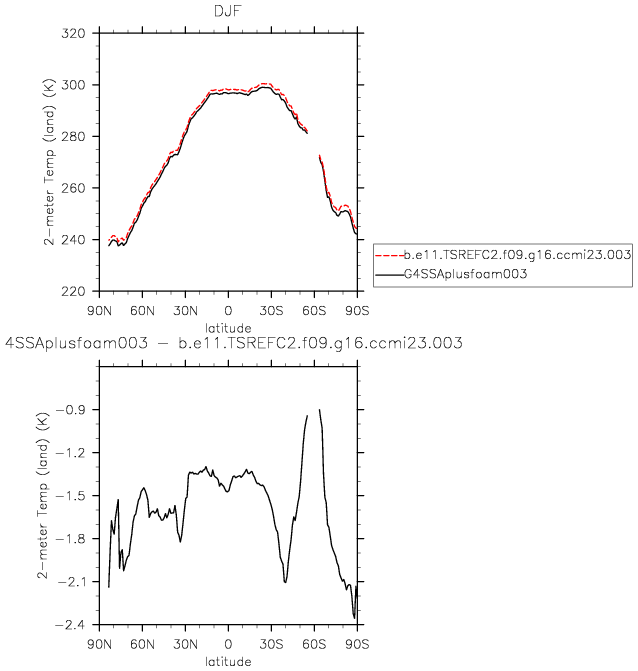 DJF
320
300
280
260
240
220
2-meter Temp (land) (K)
90N 60N 30N 0 30S 60S 90S
latitude
b.e11.TSREFC2.f09.g16.ccmi23.003
G4SSAplusfoam003
4SSAplusfoam003 - b.e11.TSREFC2.f09.g16.ccmi23.003
-0.9
-1.2
-1.5
-1.8
-2.1
-2.4
2-meter Temp (land) (K)
90N 60N 30N 0 30S 60S 90S
latitude